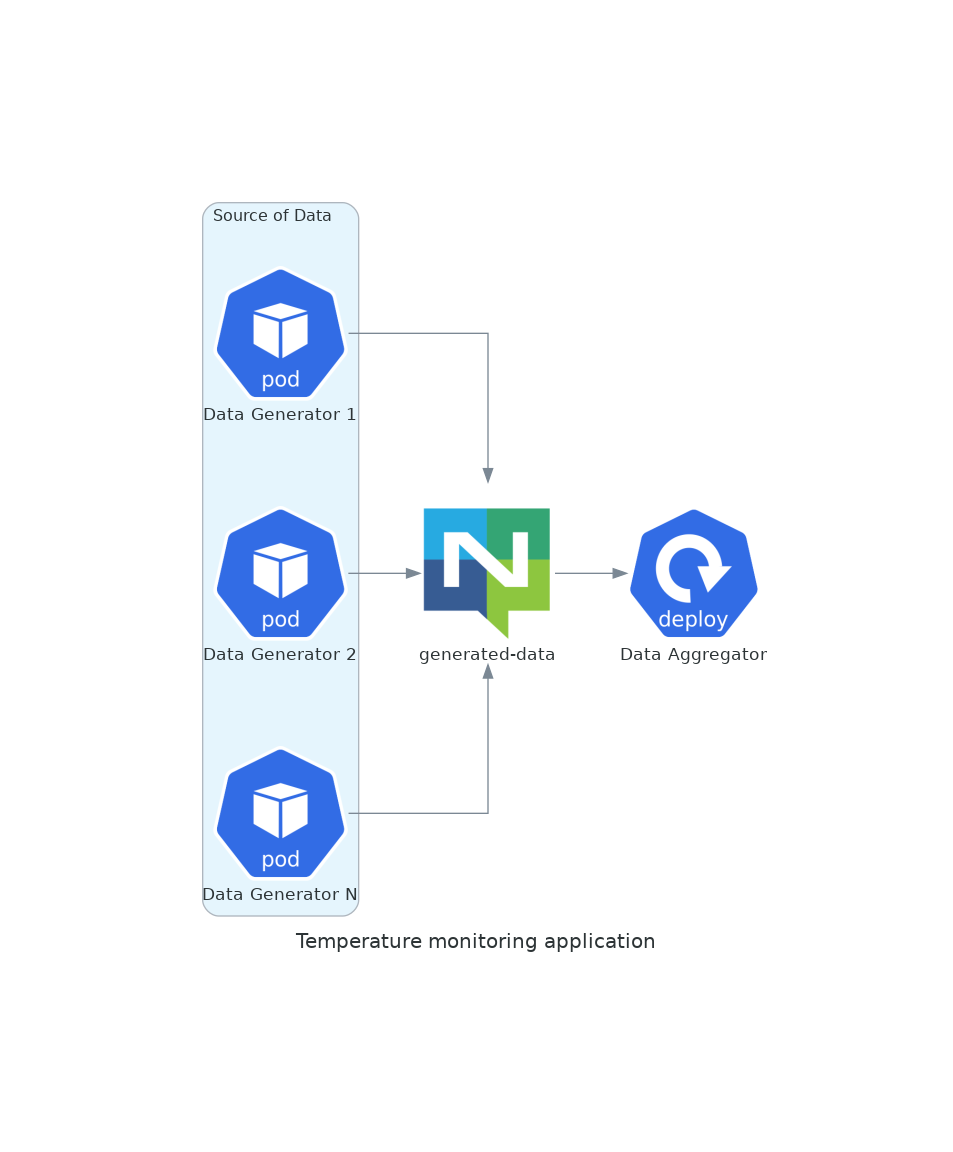 Source of Data
pod
Data Generator 1
pod
Data Generator 2
N
generated-data
deploy
Data Aggregator
pod
Data Generator N
Temperature monitoring application